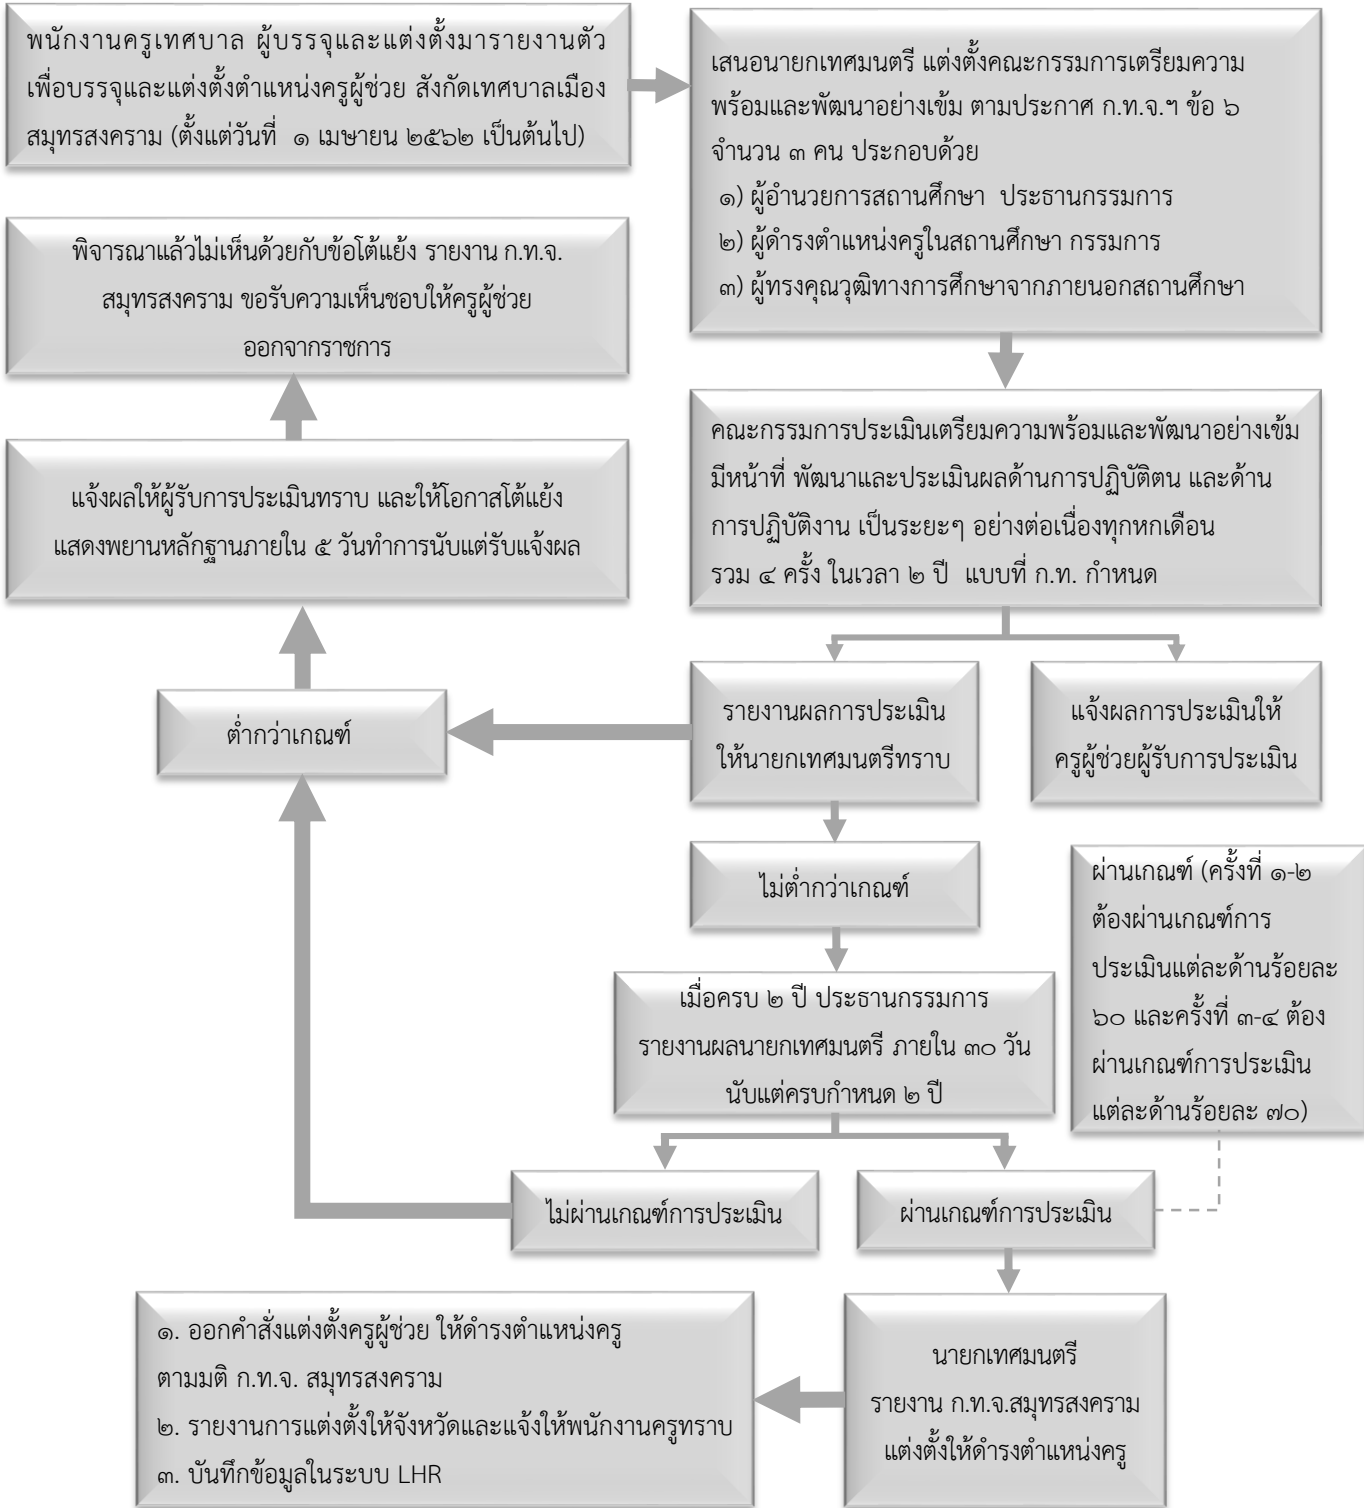 พนักงานครูเทศบาล ผู้บรรจุและแต่งตั้งมารายงานตัว
เพื่อบรรจุและแต่งตั้งตำแหน่งครูผู้ช่วย สังกัดเทศบาลเมือง
สมุทรสงคราม (ตั้งแต่วันที่ ๑ เมษายน ๒๕๖๒ เป็นต้นไป)
เสนอนายกเทศมนตรี แต่งตั้งคณะกรรมการเตรียมความ
พร้อมและพัฒนาอย่างเข้ม ตามประกาศ ก.ท.จ.ฯ ข้อ ๖
จำนวน ๓ คน ประกอบด้วย
๑) ผู้อำนวยการสถานศึกษา ประธานกรรมการ
๒) ผู้ดำรงตำแหน่งครูในสถานศึกษา กรรมการ
๓) ผู้ทรงคุณวุฒิทางการศึกษาจากภายนอกสถานศึกษา
พิจารณาแล้วไม่เห็นด้วยกับข้อโต้แย้ง รายงาน ก.ท.จ.
สมุทรสงคราม ขอรับความเห็นชอบให้ครูผู้ช่วย
ออกจากราชการ
คณะกรรมการประเมินเตรียมความพร้อมและพัฒนาอย่างเข้ม
มีหน้าที่ พัฒนาและประเมินผลด้านการปฏิบัติตน และด้าน
การปฏิบัติงาน เป็นระยะๆ อย่างต่อเนื่องทุกหกเดือน
รวม ๔ ครั้ง ในเวลา ๒ ปี แบบที่ ก.ท. กำหนด
แจ้งผลให้ผู้รับการประเมินทราบ และให้โอกาสโต้แย้ง
แสดงพยานหลักฐานภายใน ๕ วันทำการนับแต่รับแจ้งผล
ต่ำกว่าเกณฑ์
รายงานผลการประเมิน
ให้นายกเทศมนตรีทราบ
แจ้งผลการประเมินให้
ครูผู้ช่วยผู้รับการประเมิน
ไม่ต่ำกว่าเกณฑ์
ผ่านเกณฑ์ (ครั้งที่ ๑-๒
ต้องผ่านเกณฑ์การ
ประเมินแต่ละด้านร้อยละ
๖๐ และครั้งที่ ๓-๔ ต้อง
ผ่านเกณฑ์การประเมิน
แต่ละด้านร้อยละ ๗๐)
เมื่อครบ ๒ ปี ประธานกรรมการ
รายงานผลนายกเทศมนตรี ภายใน ๓๐ วัน
นับแต่ครบกำหนด ๒ ปี
ไม่ผ่านเกณฑ์การประเมิน
ผ่านเกณฑ์การประเมิน
๑. ออกคำสั่งแต่งตั้งครูผู้ช่วย ให้ดำรงตำแหน่งครู
ตามมติ ก.ท.จ. สมุทรสงคราม
๒. รายงานการแต่งตั้งให้จังหวัดและแจ้งให้พนักงานครูทราบ
๓. บันทึกข้อมูลในระบบ LHR
นายกเทศมนตรี
รายงาน ก.ท.จ.สมุทรสงคราม
แต่งตั้งให้ดำรงตำแหน่งครู